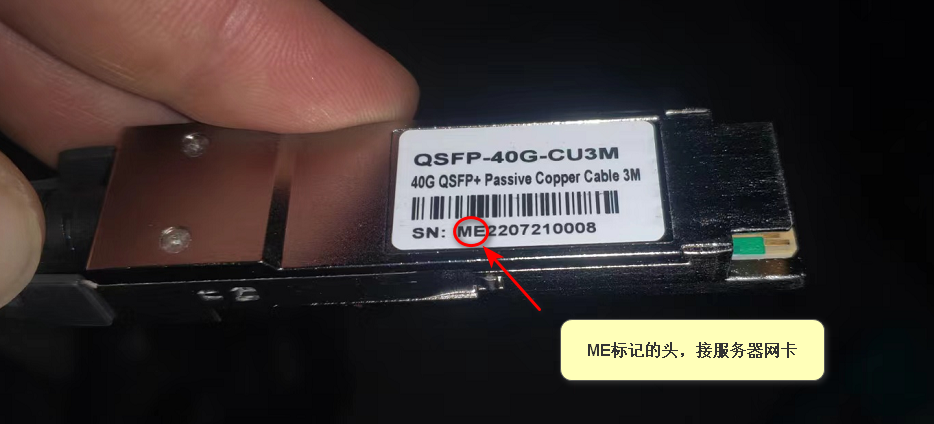 QSFP-40G-CU3M
40G QSFP+ Passive Copper Cable 3M
SN: ME2207210008
ME标记的头，接服务器网卡